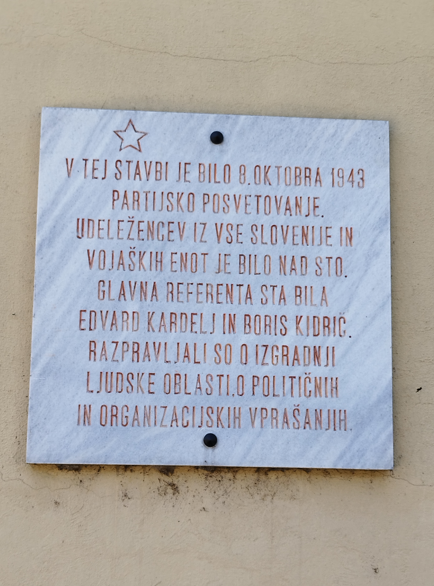 V TEJ STAVBI JE BILO 8.OKTOBRA 1943
PARTIJSKO POSVETOVANJE.
UDELEŽENCEV IZ VSE SLOVENIJE IN
VOJAŠKIH ENOT JE BILO NAD STO.
GLAVNA REFERENTA STA BILA
EDVARD KARDELJ IN BORIS KIDRIČ.
RAZPRAVLJALI SO O IZGRADNJI
LJUDSKE OBLASTI.O POLITIČNIH
IN ORGANIZACIJSKIH VPRAŠANJIH.